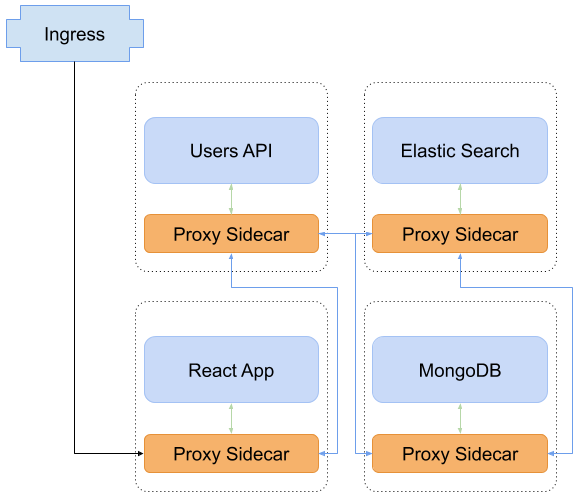 Ingress
Users API
Elastic Search
Proxy Sidecar
Proxy Sidecar
React App
MongoDB
Proxy Sidecar
Proxy Sidecar